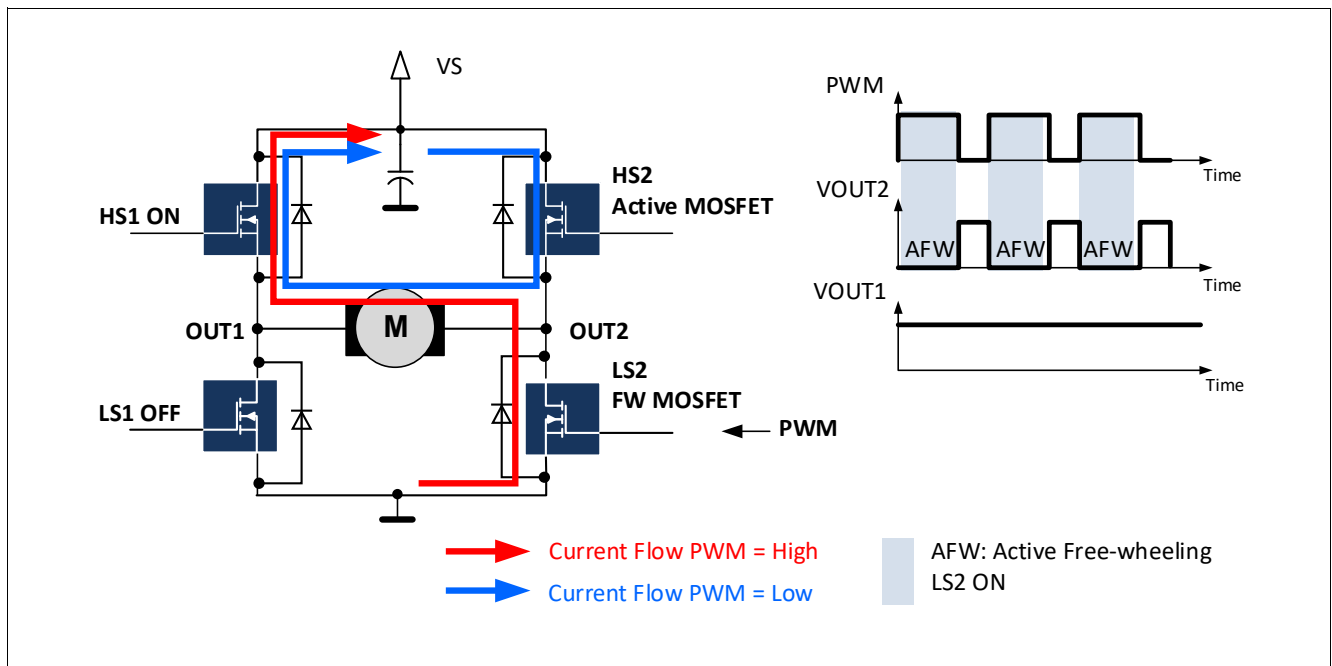 VS
HS1 ON
HS2
Active MOSFET
OUT1
M
OUT2
LS1 OFF
LS2
FW MOSFET
PWM
PWM
Time
VOUT2
AFW
AFW
AFW
Time
VOUT1
Time
Current Flow PWM = High
Current Flow PWM = Low
AFW: Active Free-wheeling
LS2 ON